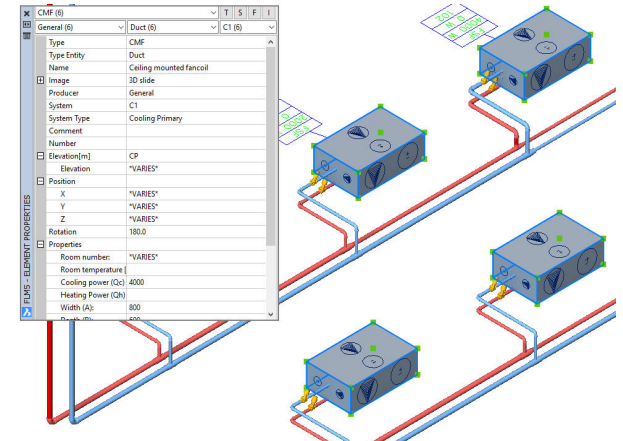 CMF (6) T S F I
General (6) Duct (6) C1 (6)
Type CMF
Type Entity Duct
Name Ceiling mounted fancoil
Image 3D slide
Producer General
System C1
System Type Cooling Primary
Comment
Number
Elevation[m] CP
Elevation *VARIES*
Position
X *VARIES*
Y *VARIES*
Z *VARIES*
Rotation 180.0
Properties
Room number: *VARIES*
Room temperature [
Cooling power (Qc) 4000
Heating Power (Qh)
Width (A): 800
FLM5 - ELEMENT PROPERTIES